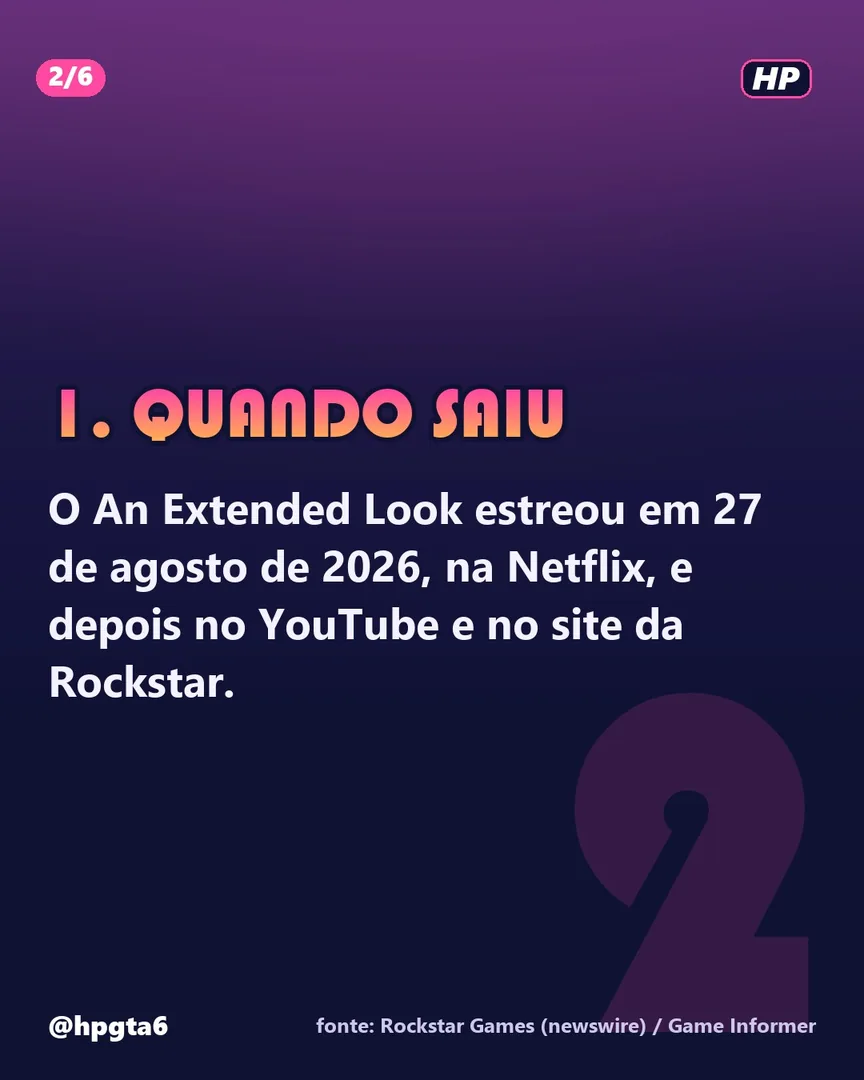 2/6
HP
1. QUANDO SAIU
O An Extended Look estreou em 27
de agosto de 2026, na Netflix, e
depois no YouTube e no site da
Rockstar.
2
@hpgta6
fonte: Rockstar Games (newswire) / Game Informer